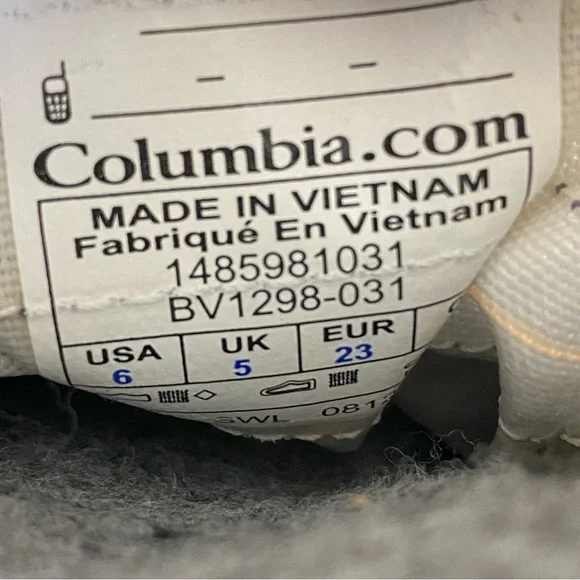 Columbia.com
MADE IN VIETNAM
Fabriqué En Vietnam
1485981031
BV1298-031
USA UK EUR
6 5 23